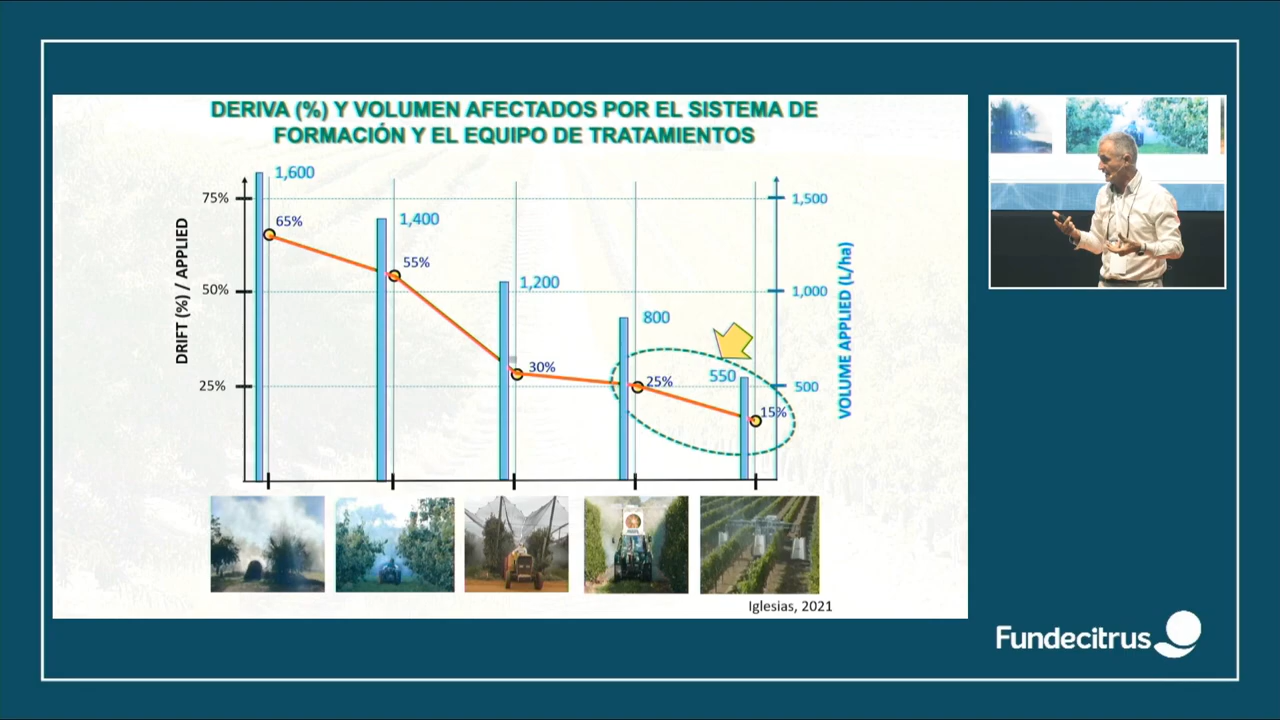 DERIVA (%) Y VOLUMEN AFECTADOS POR EL SISTEMA DE
FORMACIÓN Y EL EQUIPO DE TRATAMIENTOS
1,600
75%
65%
1,400
1,500
55%
50%
1,200
1,000
DRIFT (%) / APPLIED
VOLUME APPLIED (L/ha)
800
30%
25%
25%
550
500
15%
Iglesias, 2021
Fundecitrus